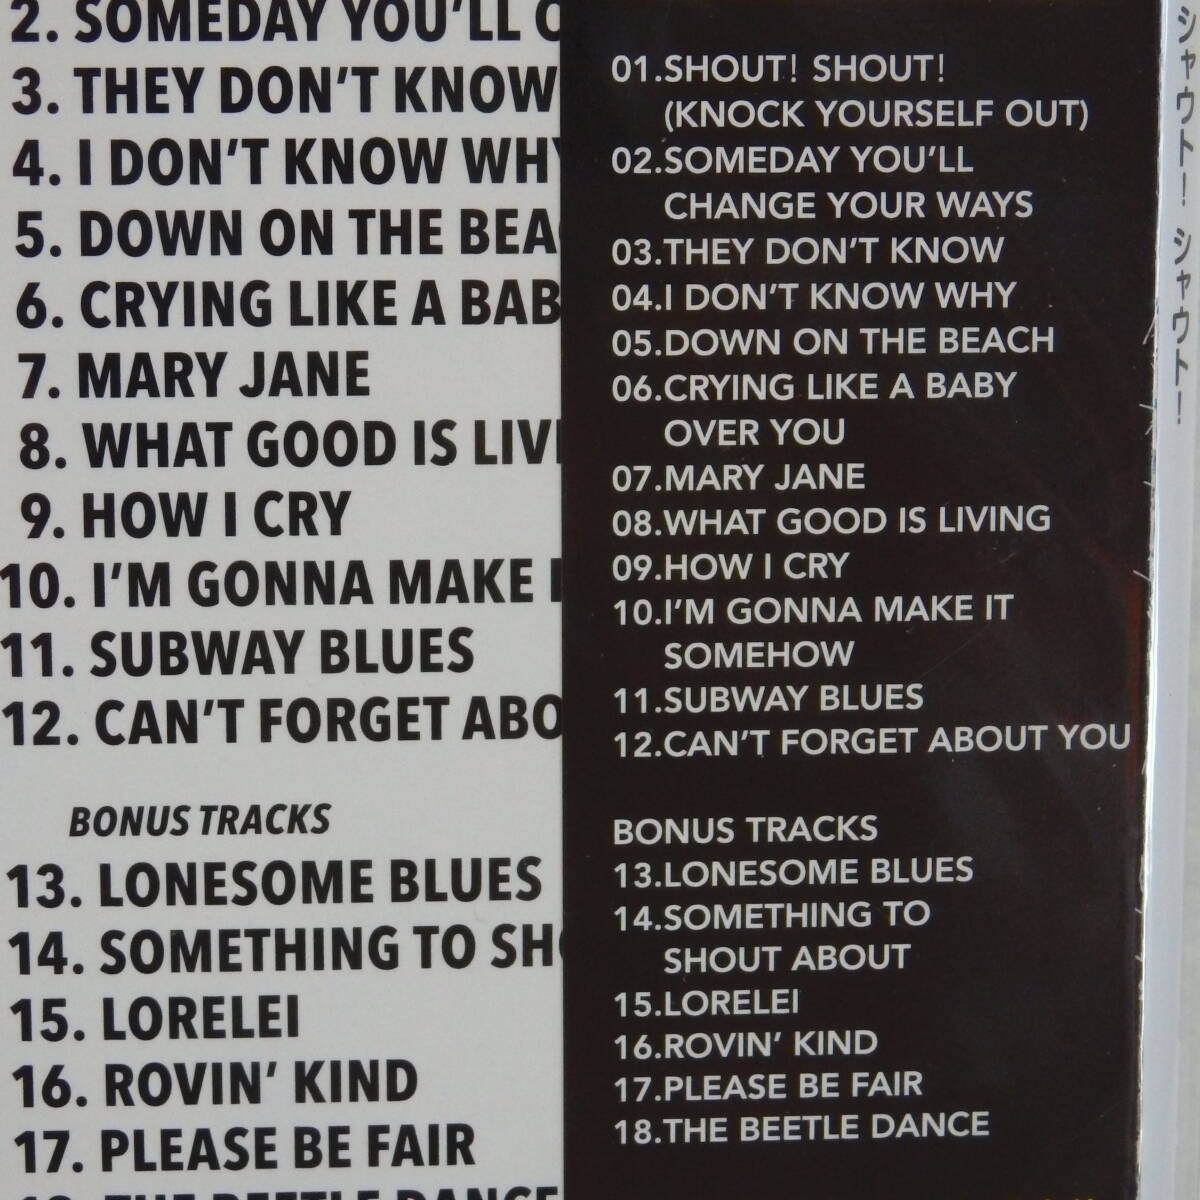 2. SOMEDAY YOU'LL C
3. THEY DON'T KNOW
4. I DON'T KNOW WHY
5. DOWN ON THE BEA
6. CRYING LIKE A BAB
7. MARY JANE
8. WHAT GOOD IS LIVI
9. HOW I CRY
10. I'M GONNA MAKE I
11. SUBWAY BLUES
12. CAN'T FORGET ABO
BONUS TRACKS
13. LONESOME BLUES
14. SOMETHING TO SHO
15. LORELEI
16. ROVIN' KIND
17. PLEASE BE FAIR
18. THE BEETLE DANCE
01.SHOUT! SHOUT!
(KNOCK YOURSELF OUT)
02.SOMEDAY YOU'LL
CHANGE YOUR WAYS
03.THEY DON'T KNOW
04.I DON'T KNOW WHY
05.DOWN ON THE BEACH
06.CRYING LIKE A BABY
OVER YOU
07.MARY JANE
08.WHAT GOOD IS LIVING
09.HOW I CRY
10.I'M GONNA MAKE IT
SOMEHOW
11.SUBWAY BLUES
12.CAN'T FORGET ABOUT YOU
BONUS TRACKS
13.LONESOME BLUES
14.SOMETHING TO
SHOUT ABOUT
15.LORELEI
16.ROVIN' KIND
17.PLEASE BE FAIR
18.THE BEETLE DANCE
シャウト！シャウト！